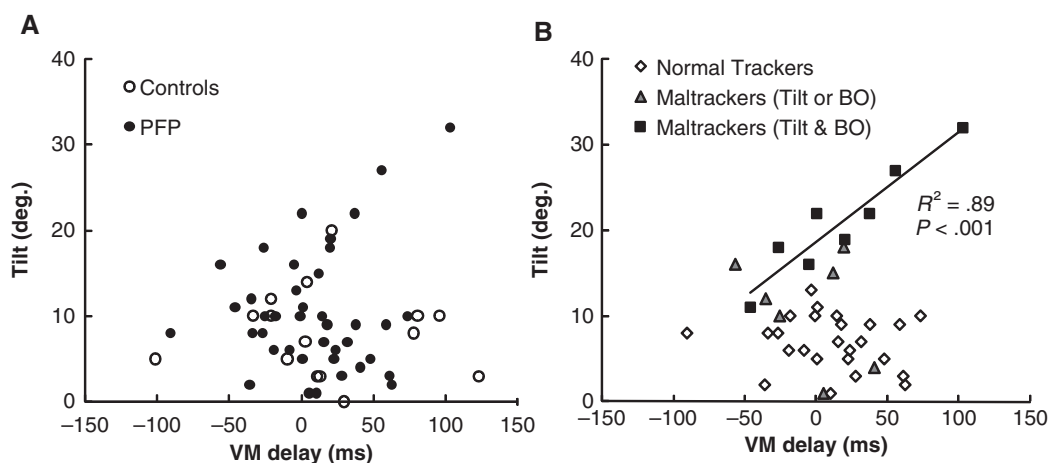 A
40
30
20
10
0
Tilt (deg.)
Controls
PFP
−150 −100 −50 0 50 100 150
VM delay (ms)
B
40
30
20
10
0
Tilt (deg.)
Normal Trackers
Maltrackers (Tilt or BO)
Maltrackers (Tilt & BO)
R² = .89
P < .001
−150 −100 −50 0 50 100 150
VM delay (ms)